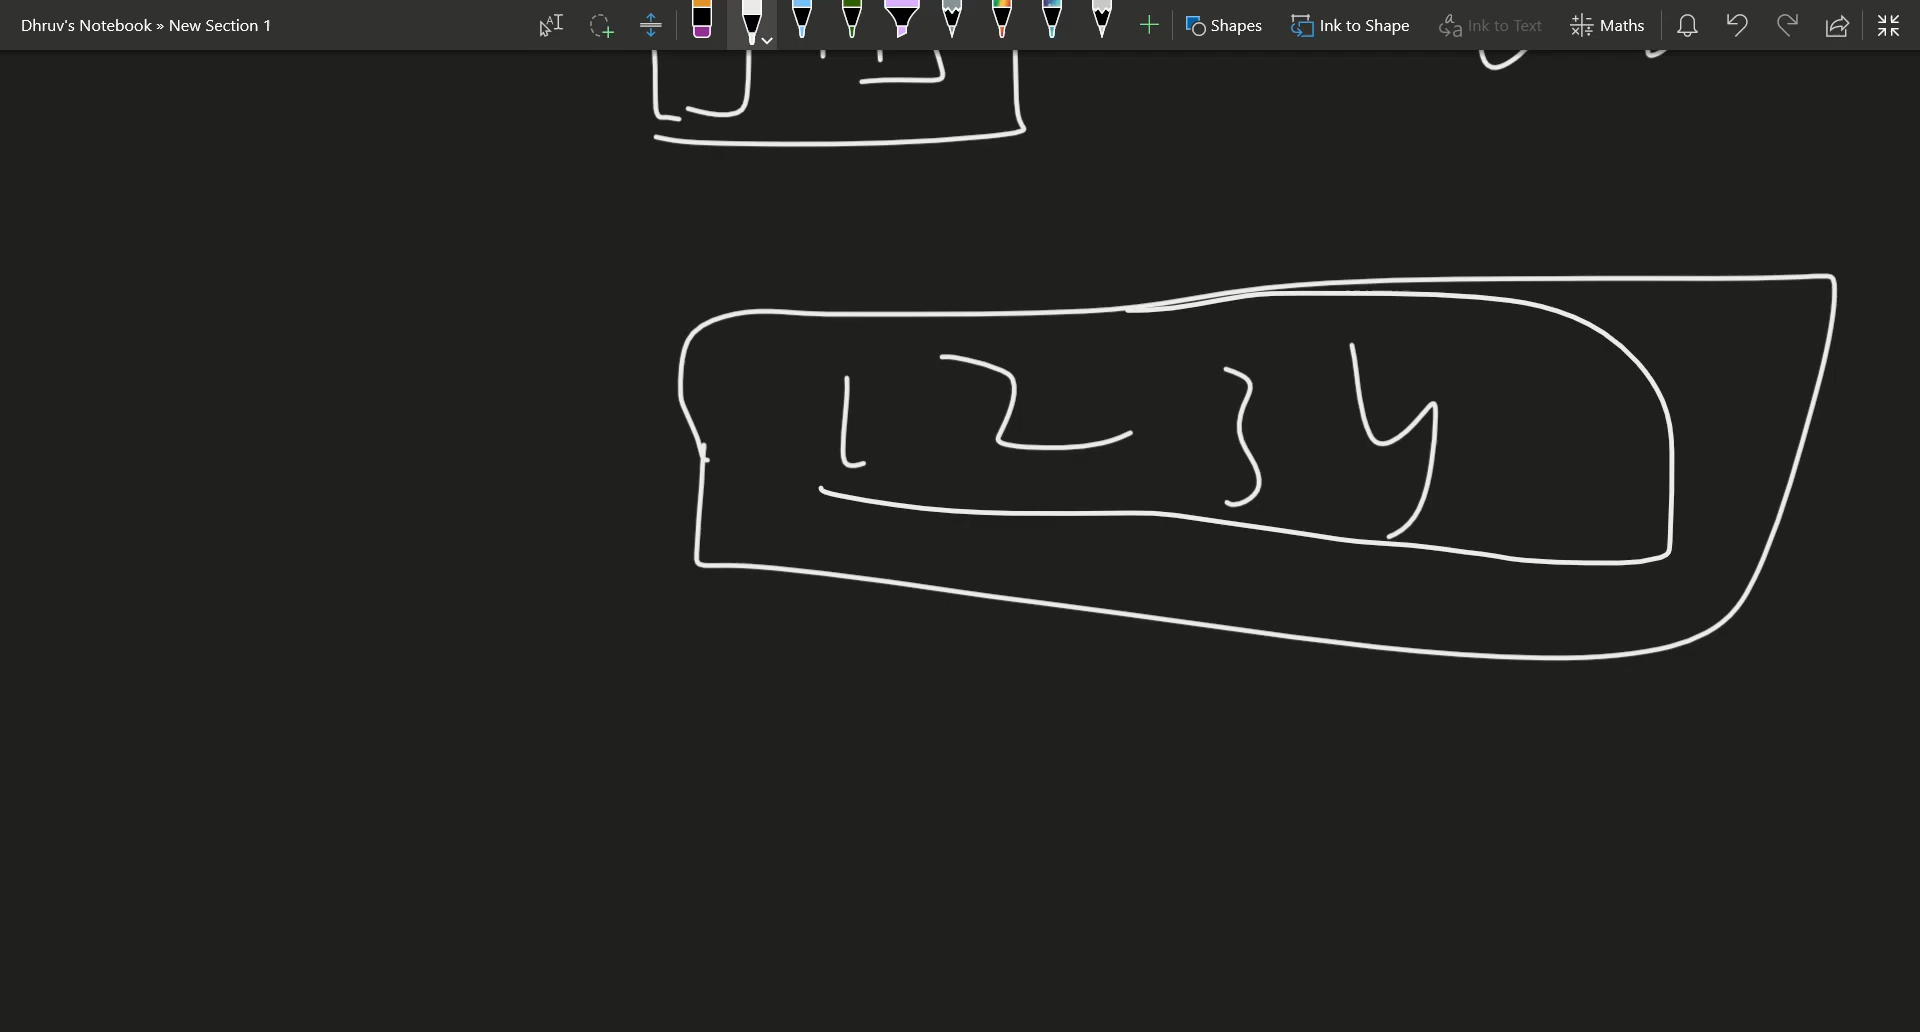 Dhruv's Notebook » New Section 1 Shapes Ink to Shape Ink to Text Maths
1 2 3 4